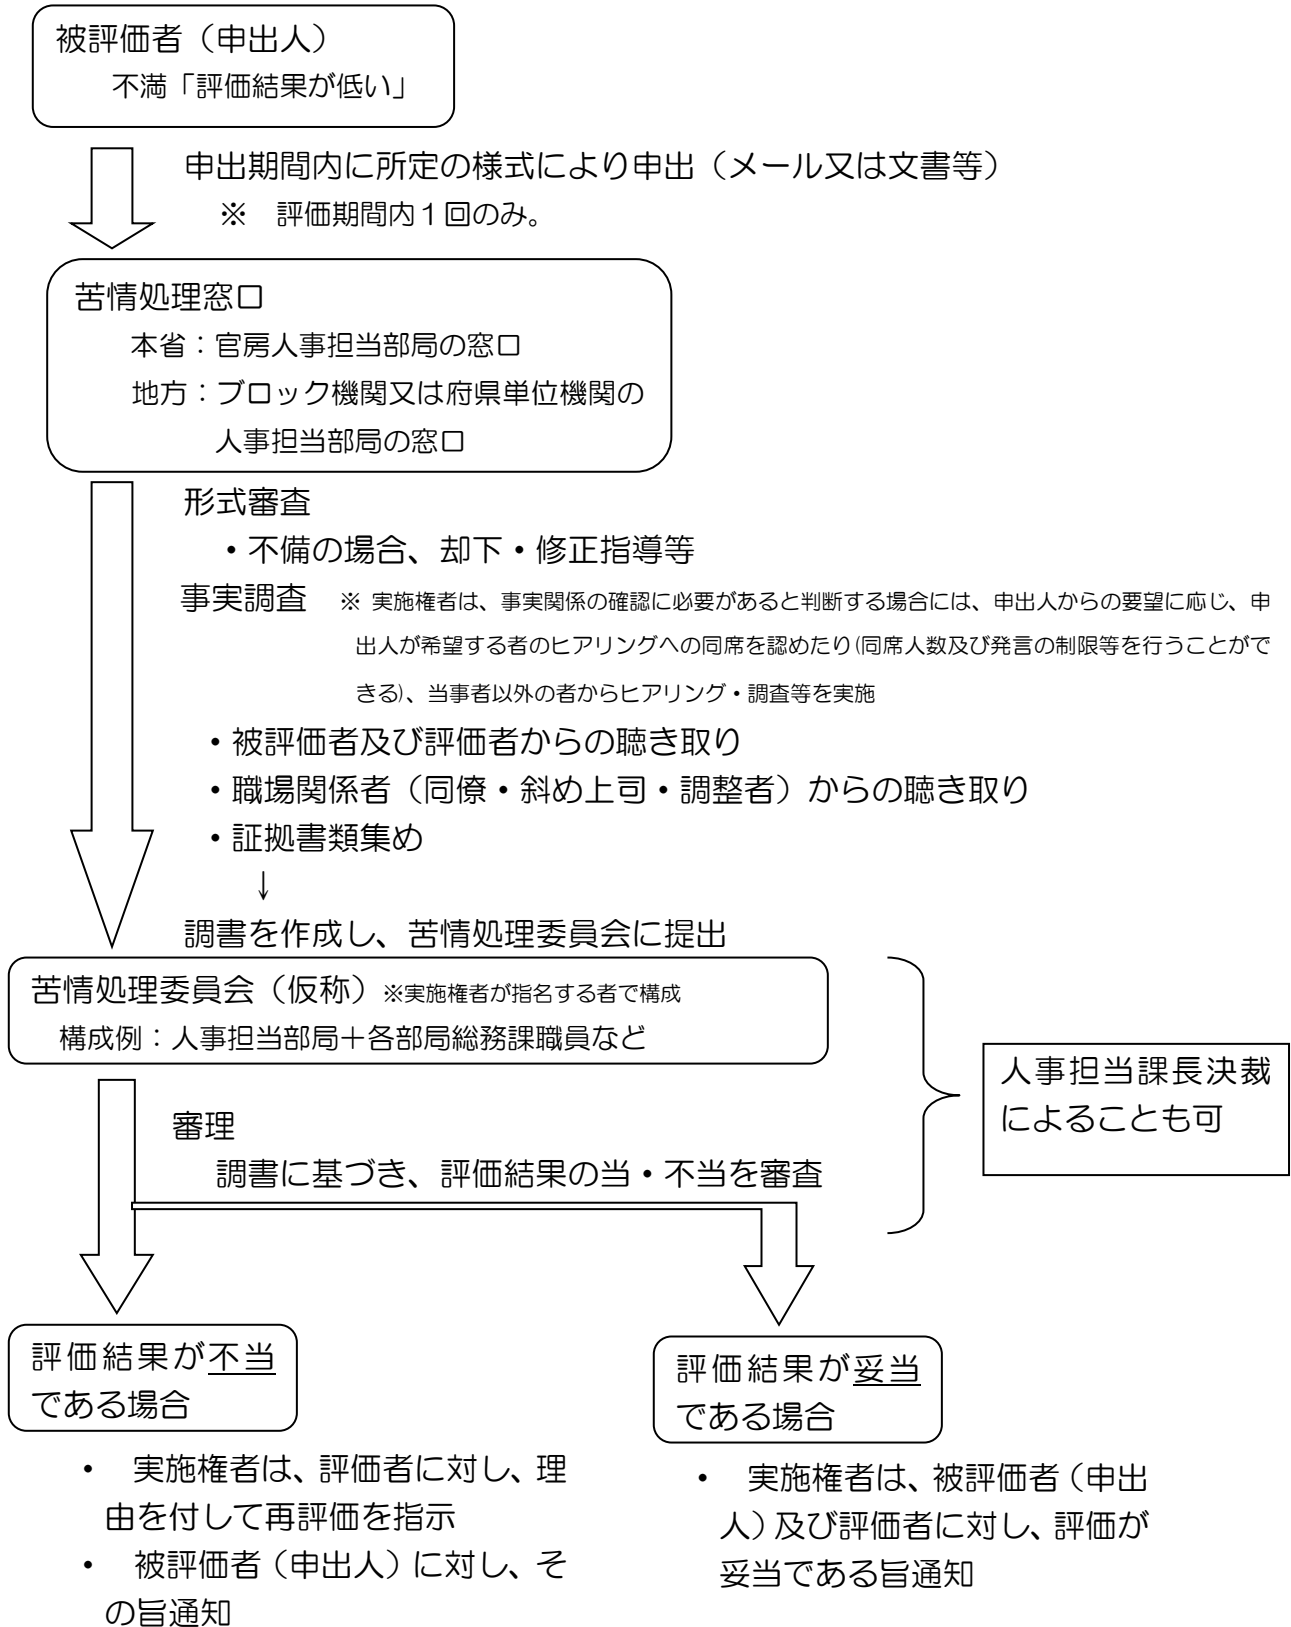 被評価者（申出人）
不満「評価結果が低い」
申出期間内に所定の様式により申出（メール又は文書等）
※　評価期間内１回のみ。
苦情処理窓口
本省：官房人事担当部局の窓口
地方：ブロック機関又は府県単位機関の
人事担当部局の窓口
形式審査
・不備の場合、却下・修正指導等
事実調査　※ 実施権者は、事実関係の確認に必要があると判断する場合には、申出人からの要望に応じ、申
出人が希望する者のヒアリングへの同席を認めたり(同席人数及び発言の制限等を行うことがで
きる)、当事者以外の者からヒアリング・調査等を実施
・被評価者及び評価者からの聴き取り
・職場関係者（同僚・斜め上司・調整者）からの聴き取り
・証拠書類集め
↓
調書を作成し、苦情処理委員会に提出
苦情処理委員会（仮称）※実施権者が指名する者で構成
構成例：人事担当部局＋各部局総務課職員など
人事担当課長決裁
によることも可
審理
調書に基づき、評価結果の当・不当を審査
評価結果が不当
である場合
・　実施権者は、評価者に対し、理
由を付して再評価を指示
・　被評価者（申出人）に対し、そ
の旨通知
評価結果が妥当
である場合
・　実施権者は、被評価者（申出
人）及び評価者に対し、評価が
妥当である旨通知